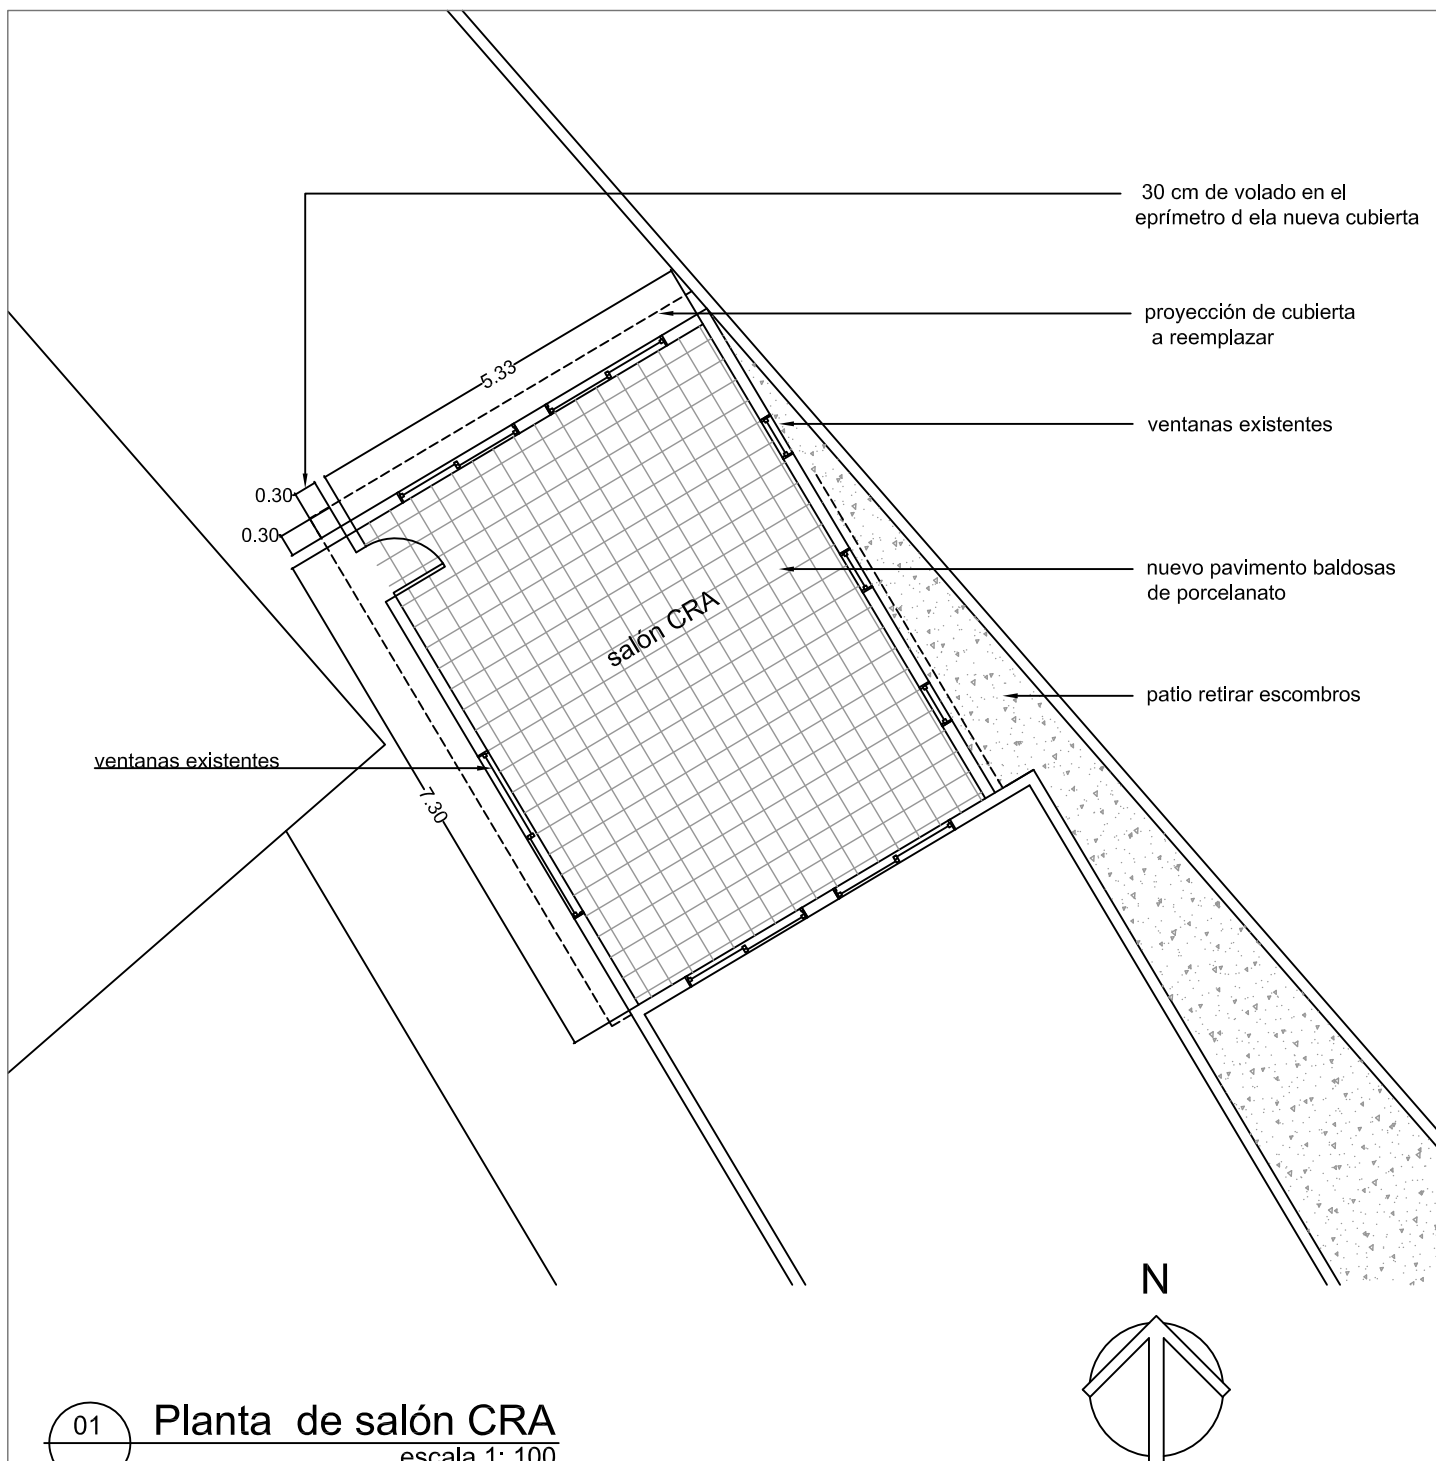 30 cm de volado en el
eprímetro d ela nueva cubierta
proyección de cubierta
a reemplazar
5.33
ventanas existentes
0.30
0.30
nuevo pavimento baldosas
de porcelanato
salón CRA
patio retirar escombros
ventanas existentes
7.30
N
01 Planta de salón CRA
escala 1: 100